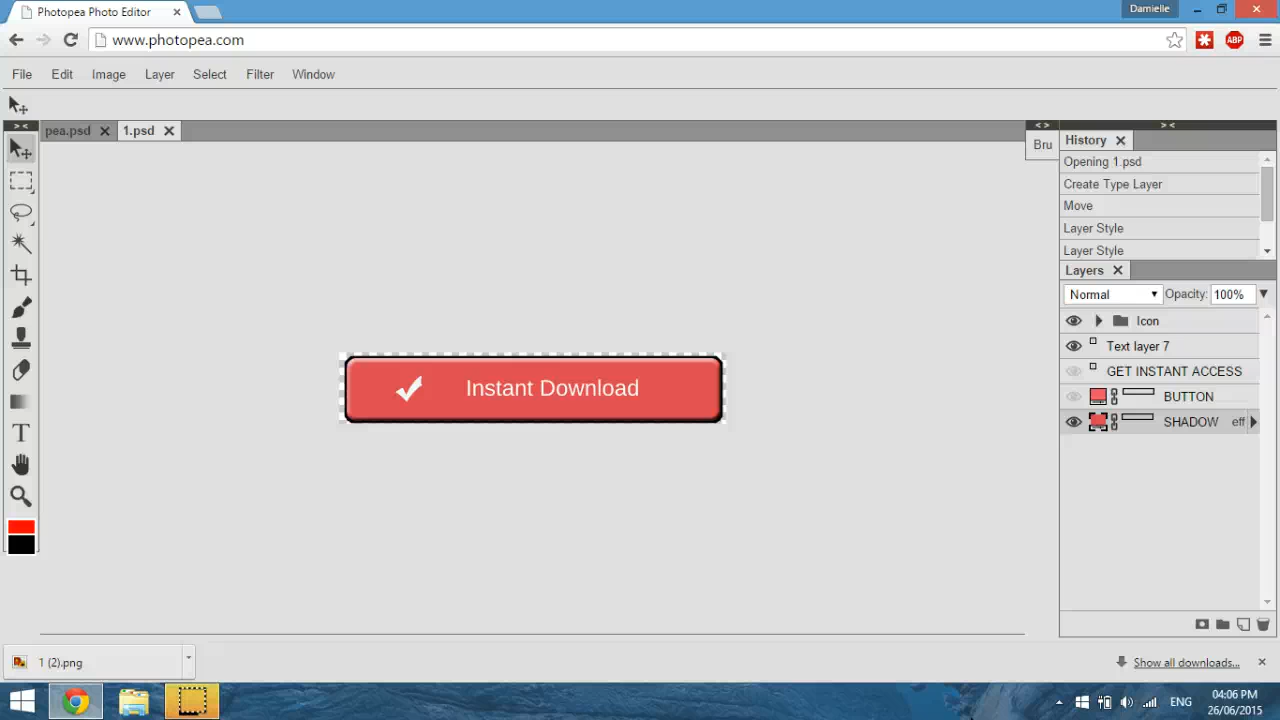 Photopea Photo Editor
Damielle
www.photopea.com
ABP
File Edit Image Layer Select Filter Window
pea.psd 1.psd
Bru
History
Opening 1.psd
Create Type Layer
Move
Layer Style
Layer Style
Layers
Normal Opacity: 100%
Icon
Text layer 7
GET INSTANT ACCESS
BUTTON
SHADOW eff
Instant Download
T
1 (2).png
Show all downloads...
ENG
04:06 PM
26/06/2015